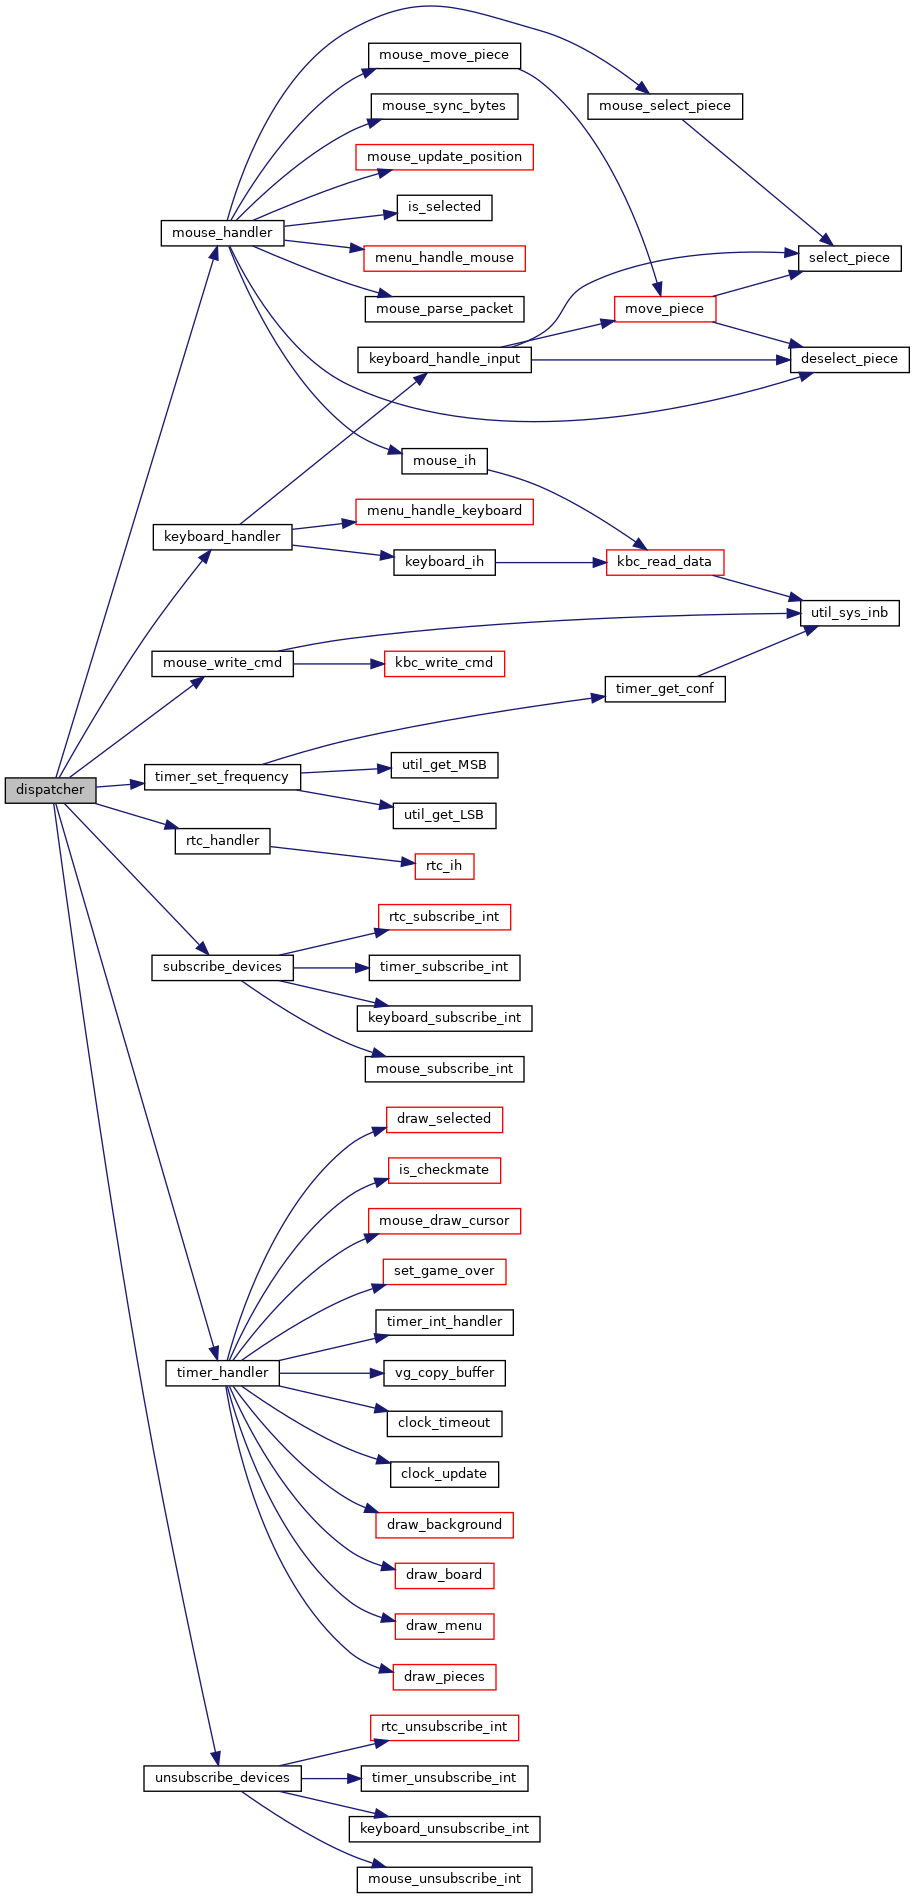 mouse_move_piece
mouse_sync_bytes
mouse_select_piece
mouse_update_position
is_selected
mouse_handler
menu_handle_mouse
select_piece
mouse_parse_packet
move_piece
keyboard_handle_input
deselect_piece
mouse_ih
menu_handle_keyboard
keyboard_handler
keyboard_ih
kbc_read_data
util_sys_inb
mouse_write_cmd
kbc_write_cmd
timer_get_conf
util_get_MSB
timer_set_frequency
dispatcher
util_get_LSB
rtc_handler
rtc_ih
rtc_subscribe_int
subscribe_devices
timer_subscribe_int
keyboard_subscribe_int
mouse_subscribe_int
draw_selected
is_checkmate
mouse_draw_cursor
set_game_over
timer_int_handler
timer_handler
vg_copy_buffer
clock_timeout
clock_update
draw_background
draw_board
draw_menu
draw_pieces
rtc_unsubscribe_int
unsubscribe_devices
timer_unsubscribe_int
keyboard_unsubscribe_int
mouse_unsubscribe_int